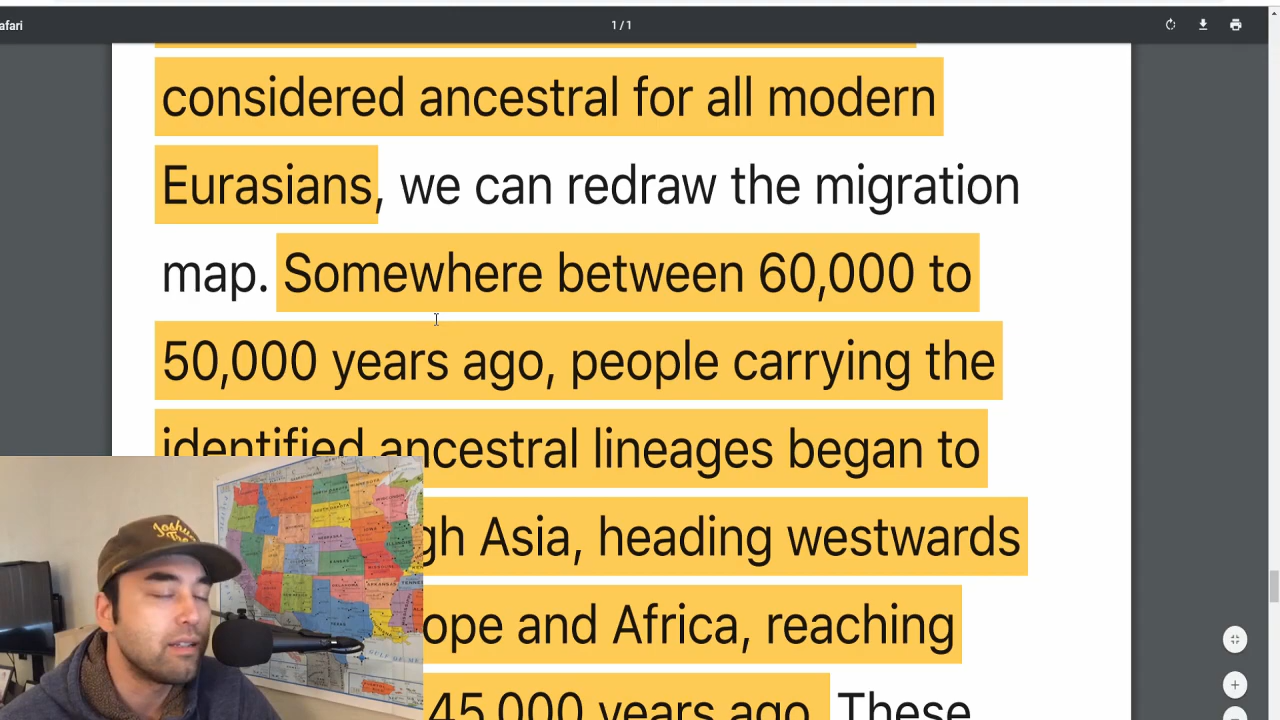 afari
1 / 1
considered ancestral for all modern
Eurasians, we can redraw the migration
map. Somewhere between 60,000 to
50,000 years ago, people carrying the
identified ancestral lineages began to
gh Asia, heading westwards
ope and Africa, reaching
45,000 years ago. These
Joshua
Tree